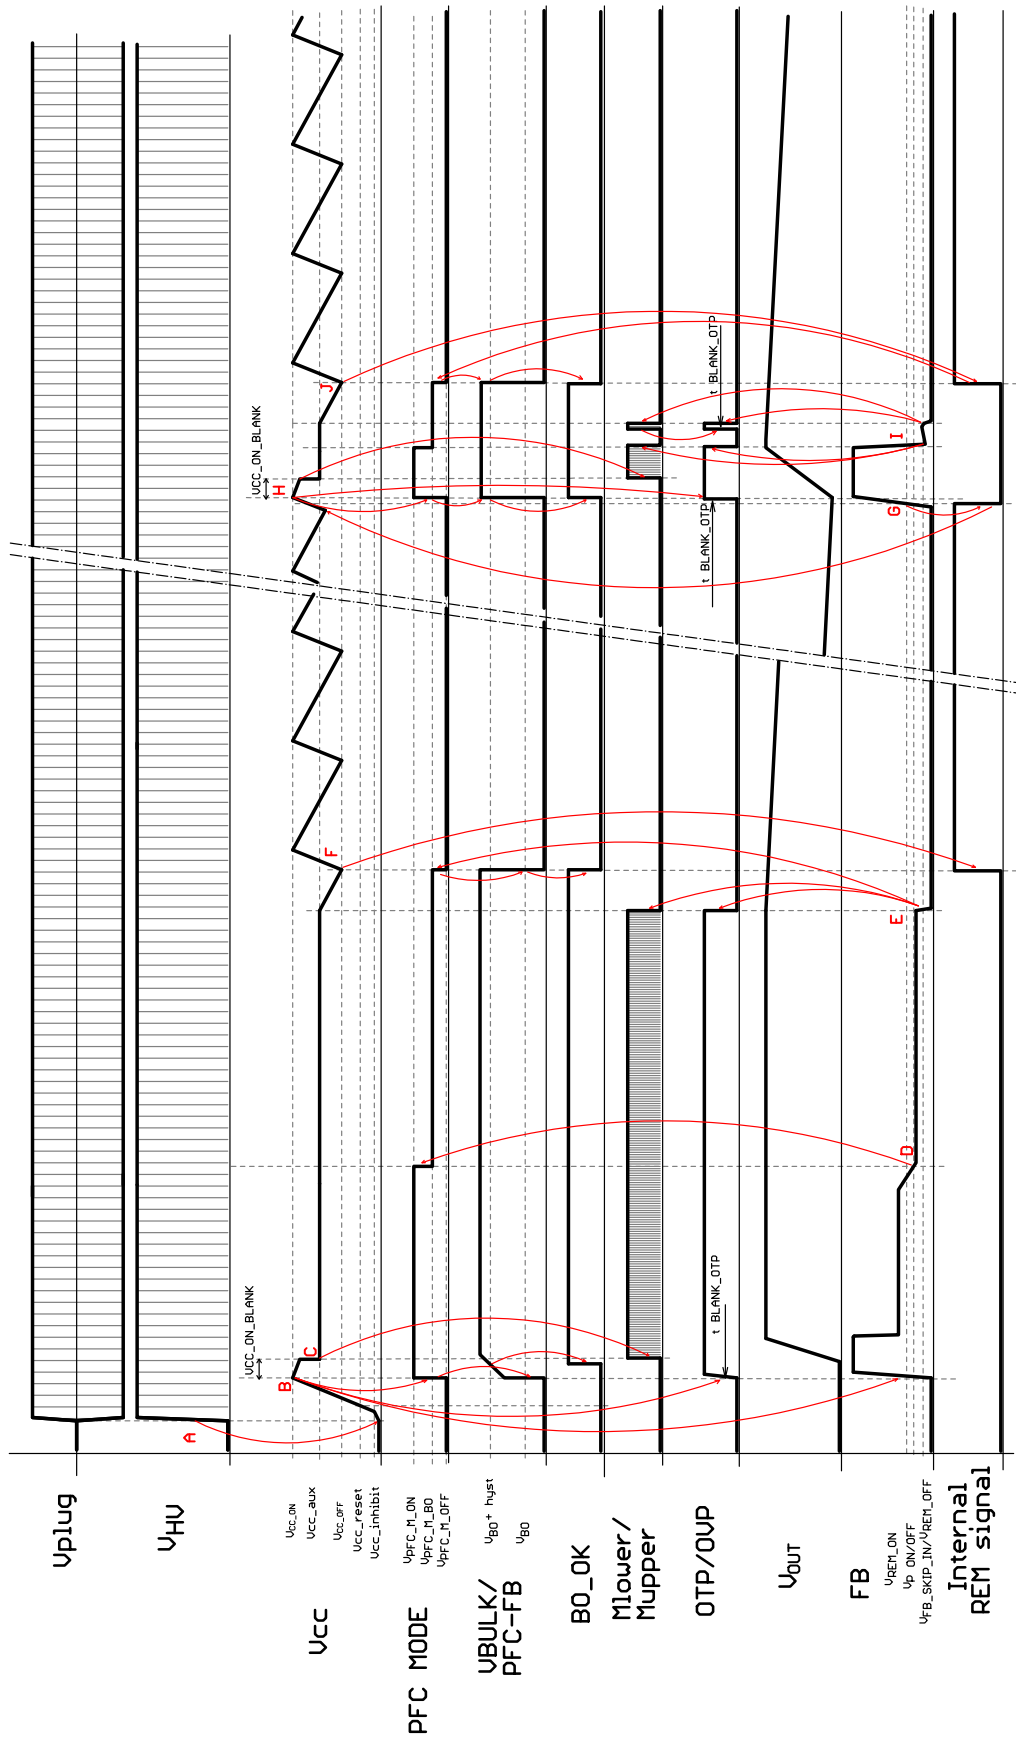 Vplug
VHV
A
Vcc
VCC_ON
Vcc_aux
VCC_OFF
Vcc_reset
Vcc_inhibit
B
VCC_ON_BLANK
C
F
H
VCC_ON_BLANK
J
PFC MODE
VPFC_M_ON
VPFC_M_BO
VPFC_M_OFF
VBULK/
PFC-FB
VBO+ hyst
VBO
BO_OK
Mlower/
Mupper
OTP/OVP
t BLANK_OTP
t BLANK_OTP
t BLANK_OTP
VOUT
FB
VREM_ON
Vp ON/OFF
VFB_SKIP_IN/VREM_OFF
D
E
G
I
Internal
REM signal